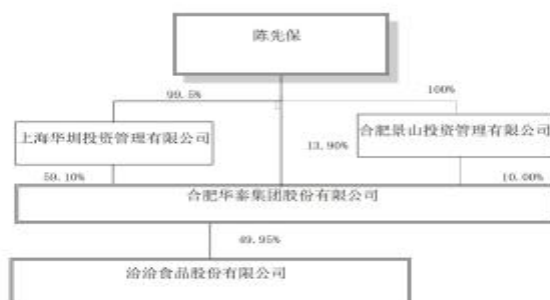 陈先保
99.5%
100%
上海华圳投资管理有限公司
合肥景山投资管理有限公司
13.90%
59.10%
10.00%
合肥华泰集团股份有限公司
49.95%
洽洽食品股份有限公司